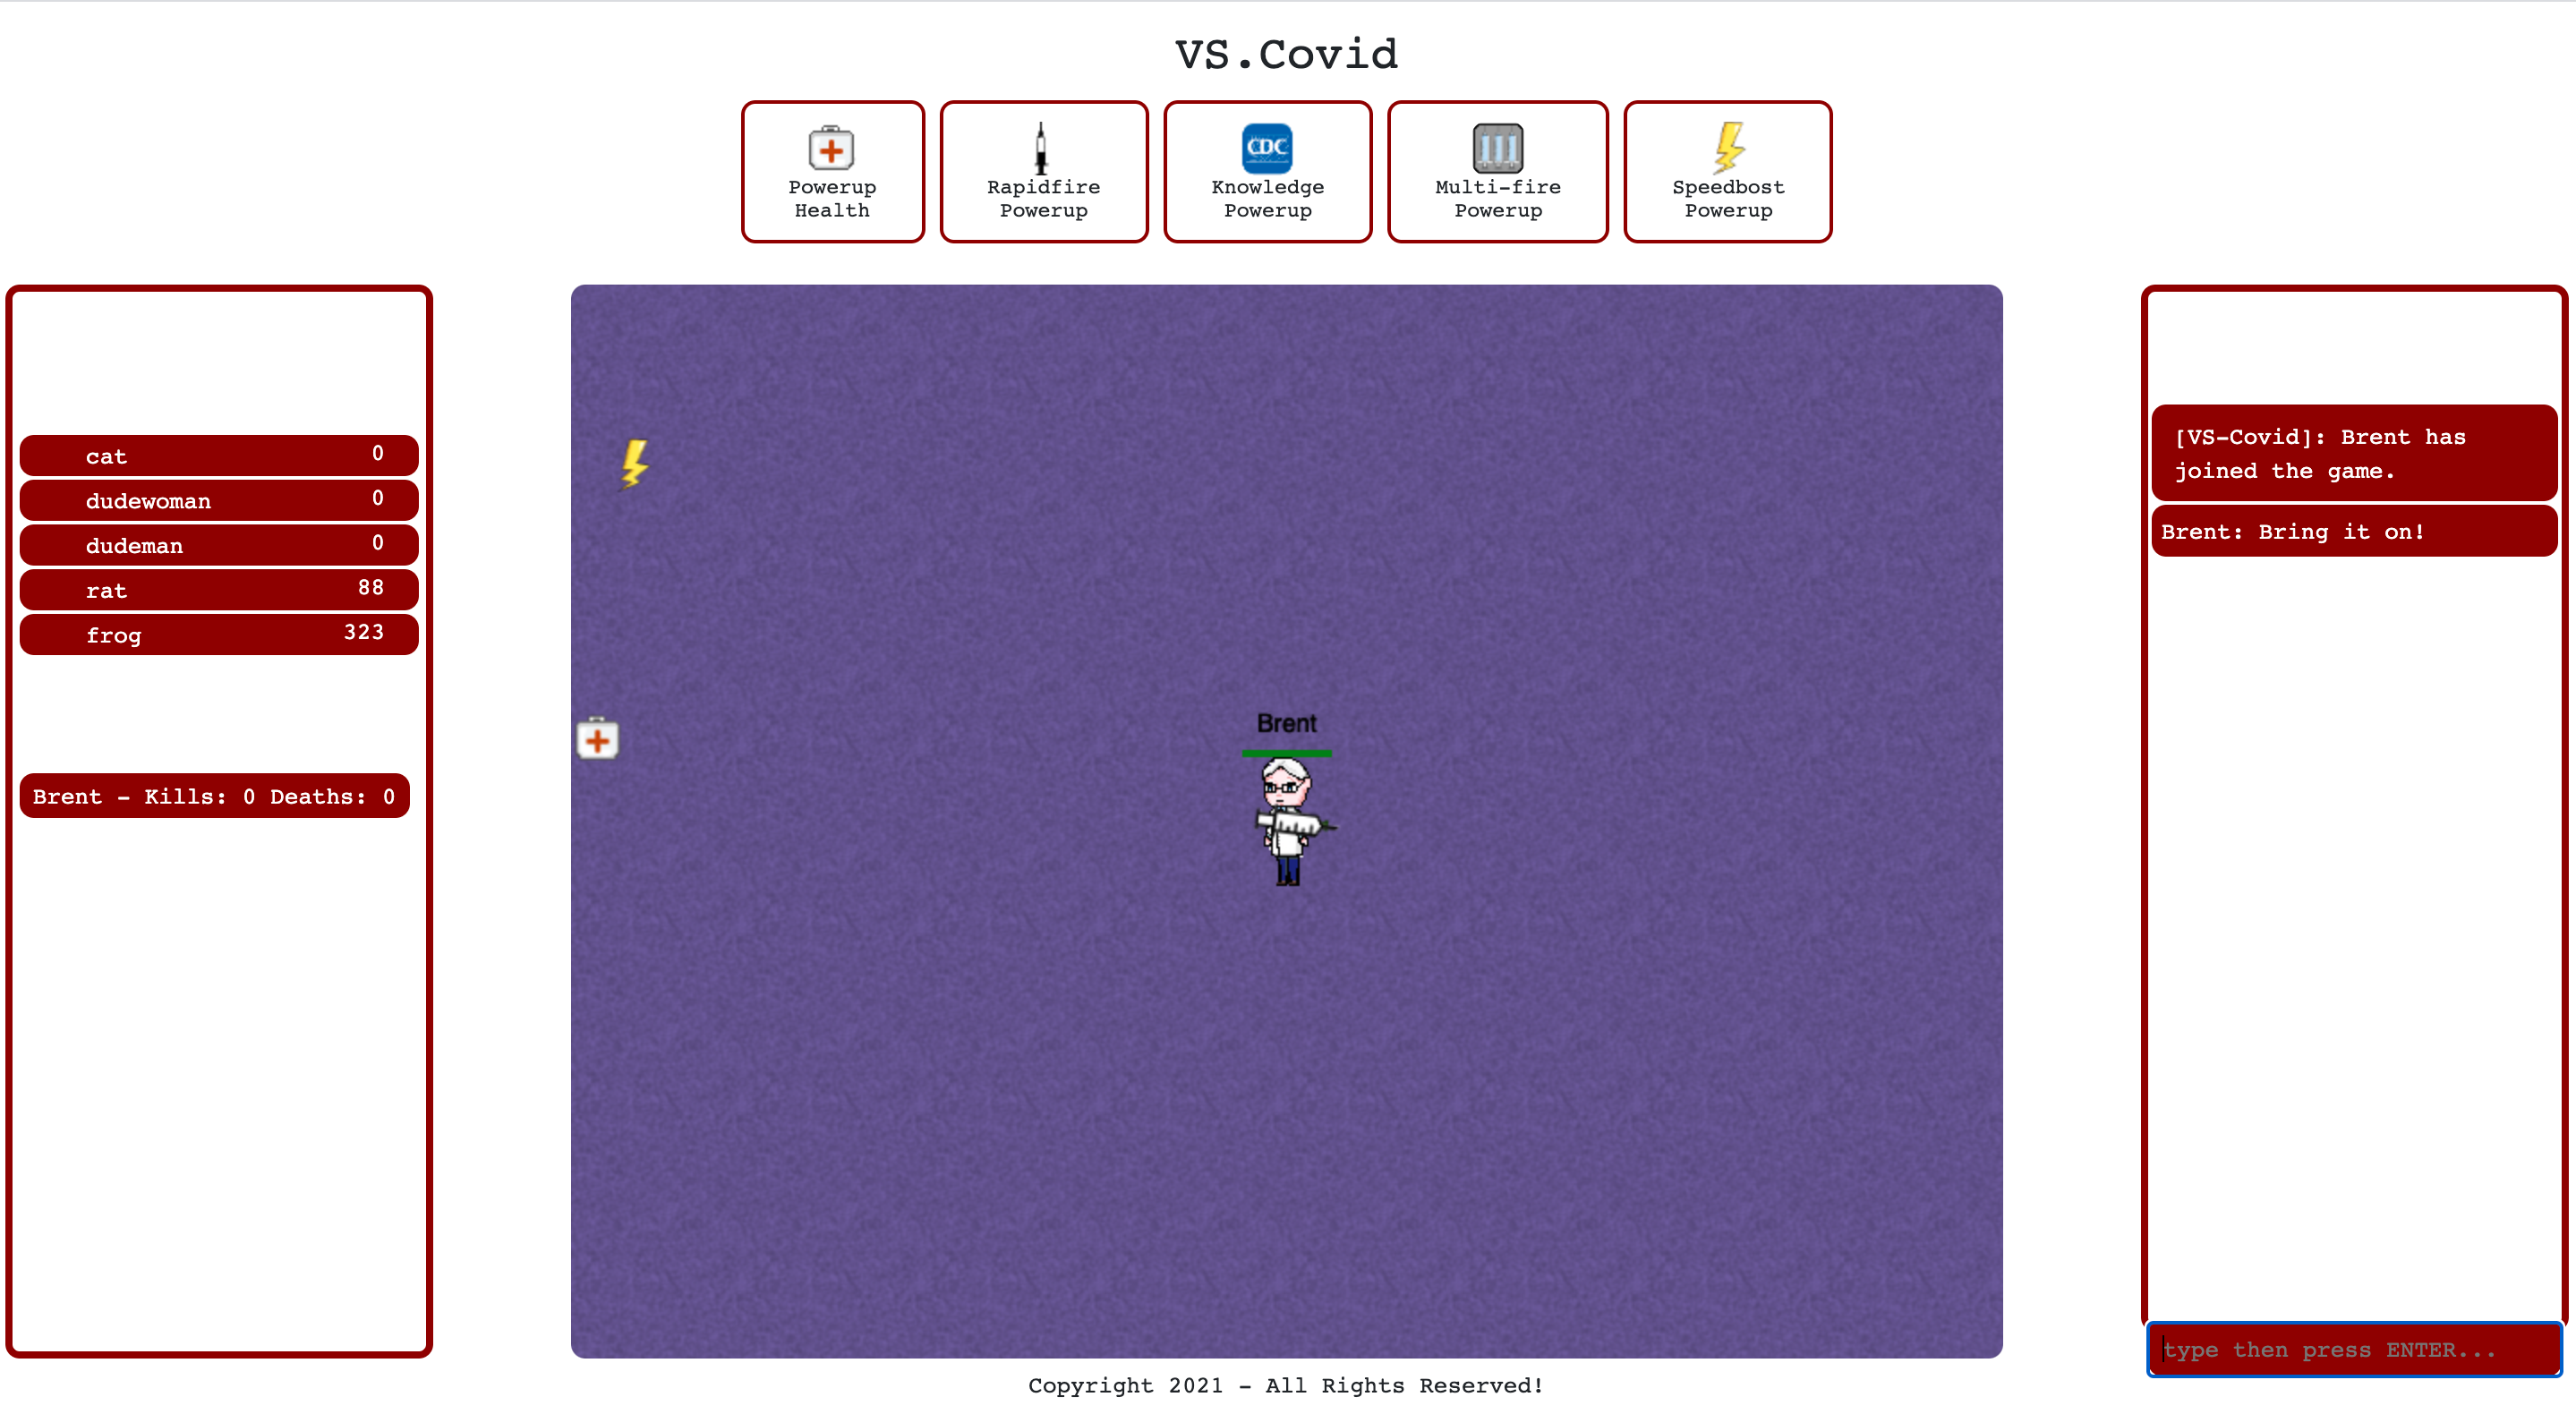 VS.Covid
Powerup
Health
Rapidfire
Powerup
CDC
Knowledge
Powerup
Multi-fire
Powerup
Speedbost
Powerup
cat 0
dudewoman 0
dudeman 0
rat 88
frog 323
Brent - Kills: 0 Deaths: 0
Brent
[VS-Covid]: Brent has
joined the game.
Brent: Bring it on!
type then press ENTER...
Copyright 2021 - All Rights Reserved!